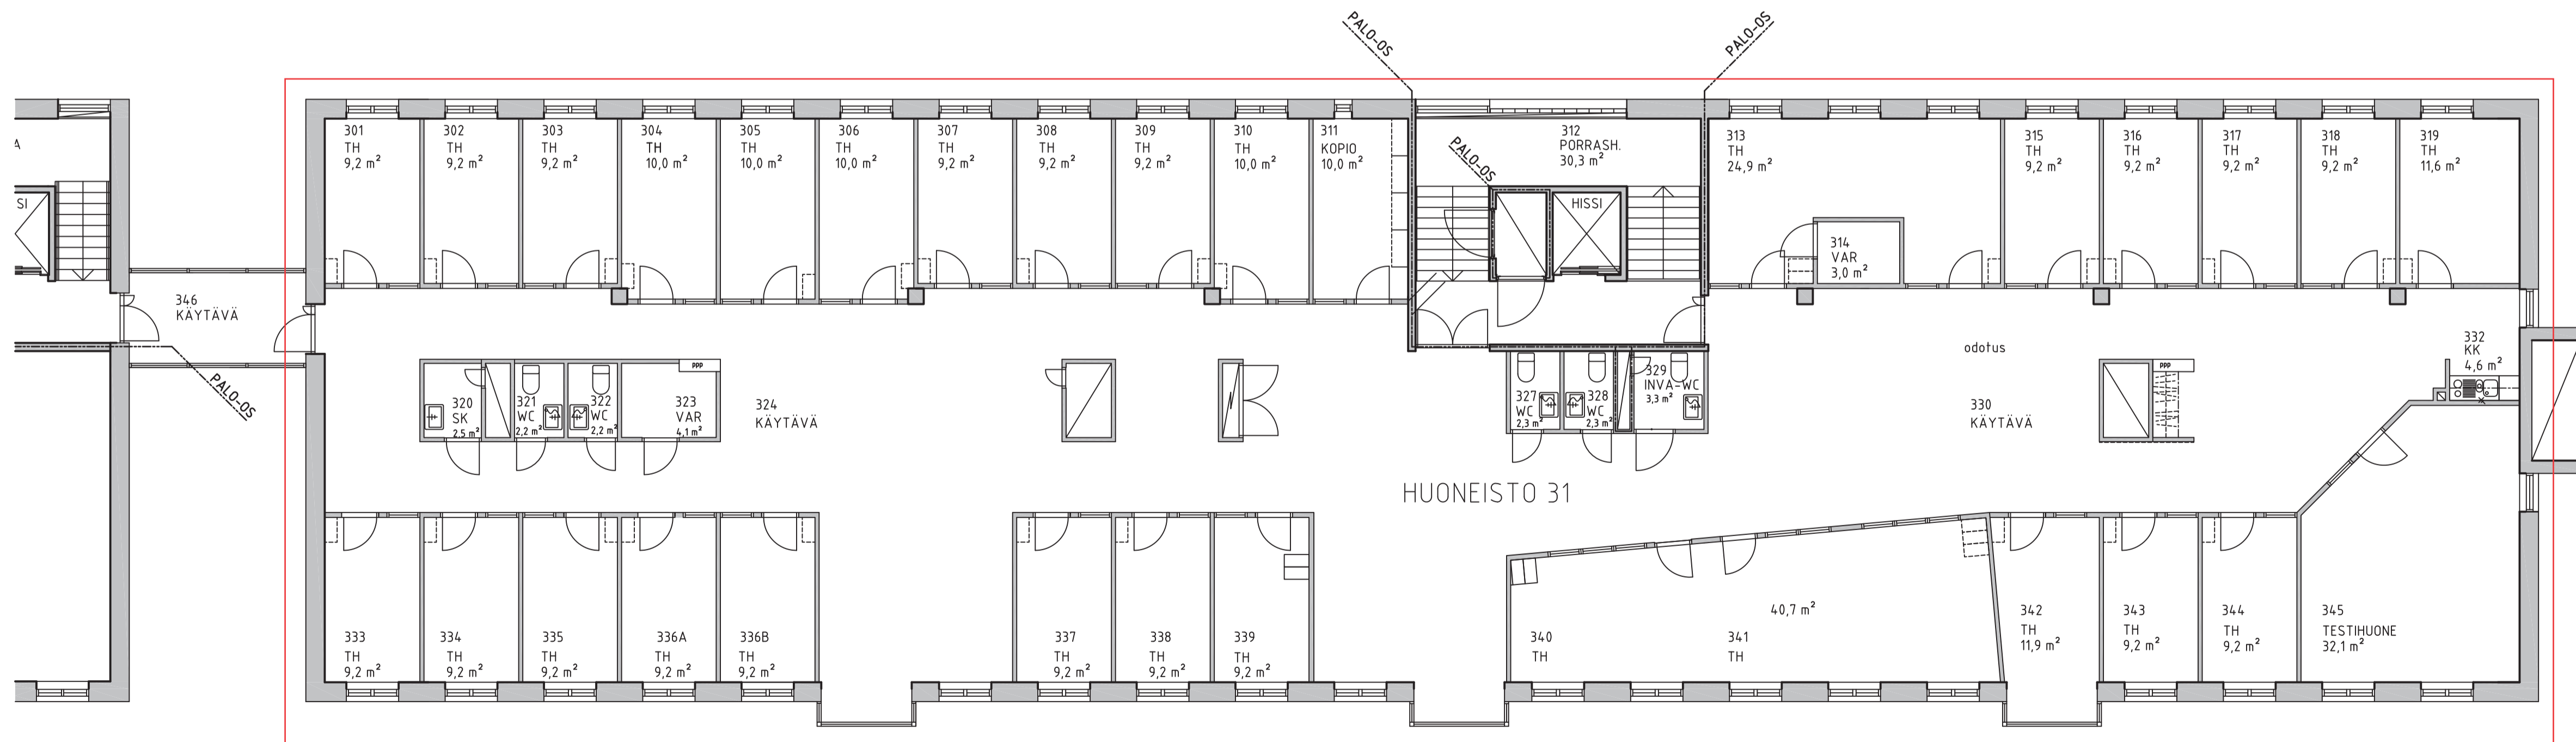 PALO-OS
PALO-OS
301
TH
9,2 m²
302
TH
9,2 m²
303
TH
9,2 m²
304
TH
10,0 m²
305
TH
10,0 m²
306
TH
10,0 m²
307
TH
9,2 m²
308
TH
9,2 m²
309
TH
9,2 m²
310
TH
10,0 m²
311
KOPIO
10,0 m²
312
PORRASH.
30,3 m²
PALO-OS
HISSI
313
TH
24,9 m²
314
VAR
3,0 m²
315
TH
9,2 m²
316
TH
9,2 m²
317
TH
9,2 m²
318
TH
9,2 m²
319
TH
11,6 m²
A
SI
346
KÄYTÄVÄ
PALO-OS
320
SK
2,5 m²
321
WC
2,2 m²
322
WC
2,2 m²
ppp
323
VAR
4,1 m²
324
KÄYTÄVÄ
327
WC
2,3 m²
328
WC
2,3 m²
329
INVA-WC
3,3 m²
odotus
330
KÄYTÄVÄ
ppp
332
KK
4,6 m²
HUONEISTO 31
333
TH
9,2 m²
334
TH
9,2 m²
335
TH
9,2 m²
336A
TH
9,2 m²
336B
TH
9,2 m²
337
TH
9,2 m²
338
TH
9,2 m²
339
TH
9,2 m²
340
TH
40,7 m²
341
TH
342
TH
11,9 m²
343
TH
9,2 m²
344
TH
9,2 m²
345
TESTIHUONE
32,1 m²